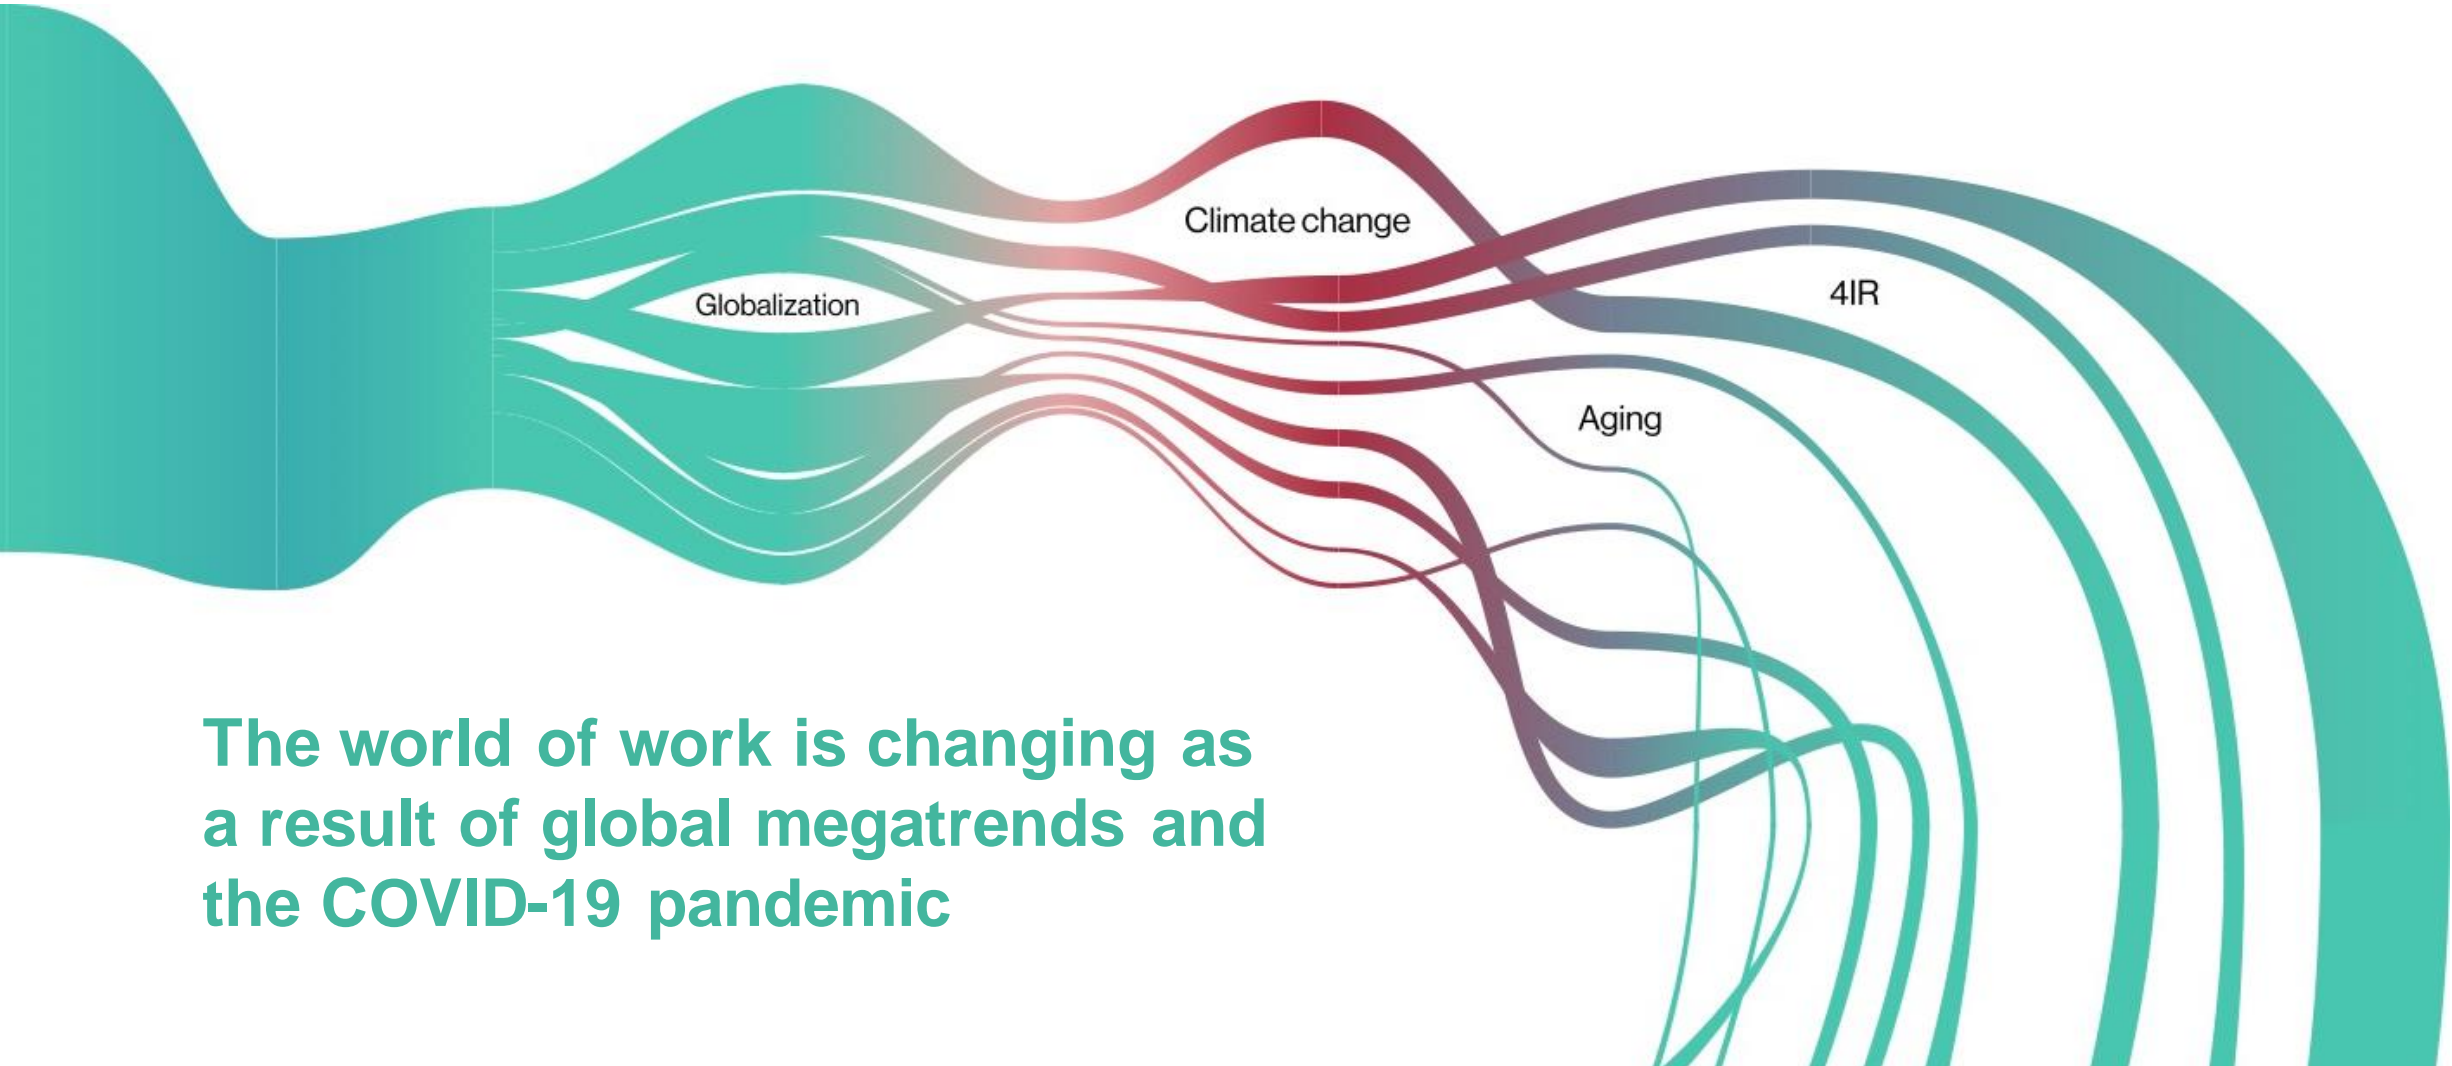 Climate change
Globalization
4IR
Aging
The world of work is changing as
a result of global megatrends and
the COVID-19 pandemic